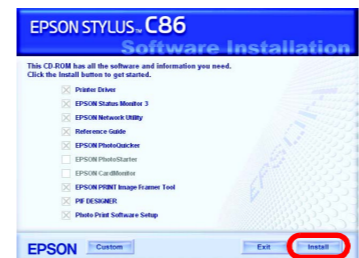 EPSON STYLUS™ C86
Software Installation
This CD-ROM has all the software and information you need.
Click the Install button to get started.
Printer Driver
EPSON Status Monitor 3
EPSON Network Utility
Reference Guide
EPSON PhotoQuicker
EPSON PhotoStarter
EPSON CardMonitor
EPSON PRINT Image Framer Tool
PIF DESIGNER
Photo Print Software Setup
EPSON
EPSON Custom Exit Install